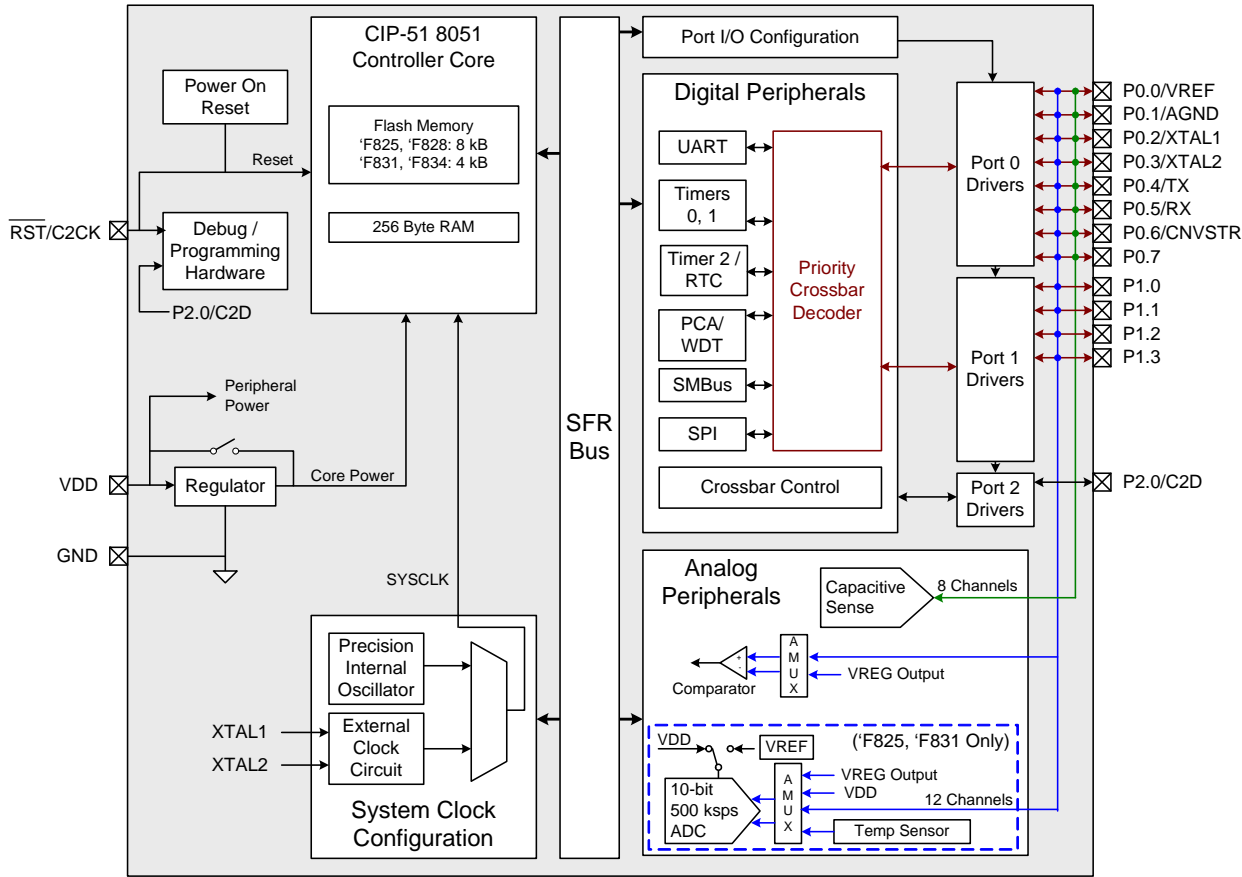 CIP-51 8051
Controller Core
Flash Memory
'F825, 'F828: 8 kB
'F831, 'F834: 4 kB
256 Byte RAM
Power On
Reset
Reset
RST/C2CK
Debug /
Programming
Hardware
P2.0/C2D
Peripheral
Power
VDD
Regulator
Core Power
GND
SYSCLK
Precision
Internal
Oscillator
XTAL1
XTAL2
External
Clock
Circuit
System Clock
Configuration
SFR
Bus
Port I/O Configuration
Digital Peripherals
UART
Timers
0, 1
Timer 2 /
RTC
PCA/
WDT
SMBus
SPI
Priority
Crossbar
Decoder
Crossbar Control
Port 0
Drivers
Port 1
Drivers
Port 2
Drivers
P0.0/VREF
P0.1/AGND
P0.2/XTAL1
P0.3/XTAL2
P0.4/TX
P0.5/RX
P0.6/CNVSTR
P0.7
P1.0
P1.1
P1.2
P1.3
P2.0/C2D
Analog
Peripherals
Capacitive
Sense
8 Channels
+
-
Comparator
A
M
U
X
VREG Output
('F825, 'F831 Only)
VDD
VREF
10-bit
500 ksps
ADC
A
M
U
X
VREG Output
VDD
12 Channels
Temp Sensor